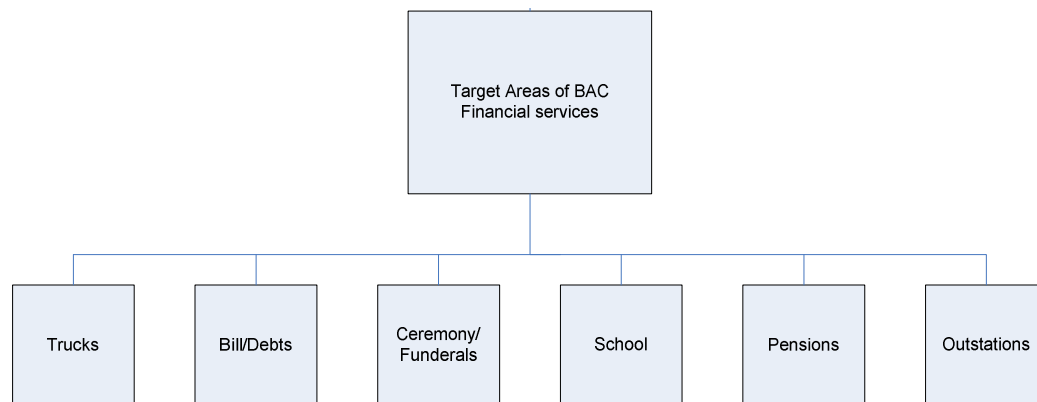 Target Areas of BAC
Financial services
Trucks
Bill/Debts
Ceremony/
Funderals
School
Pensions
Outstations